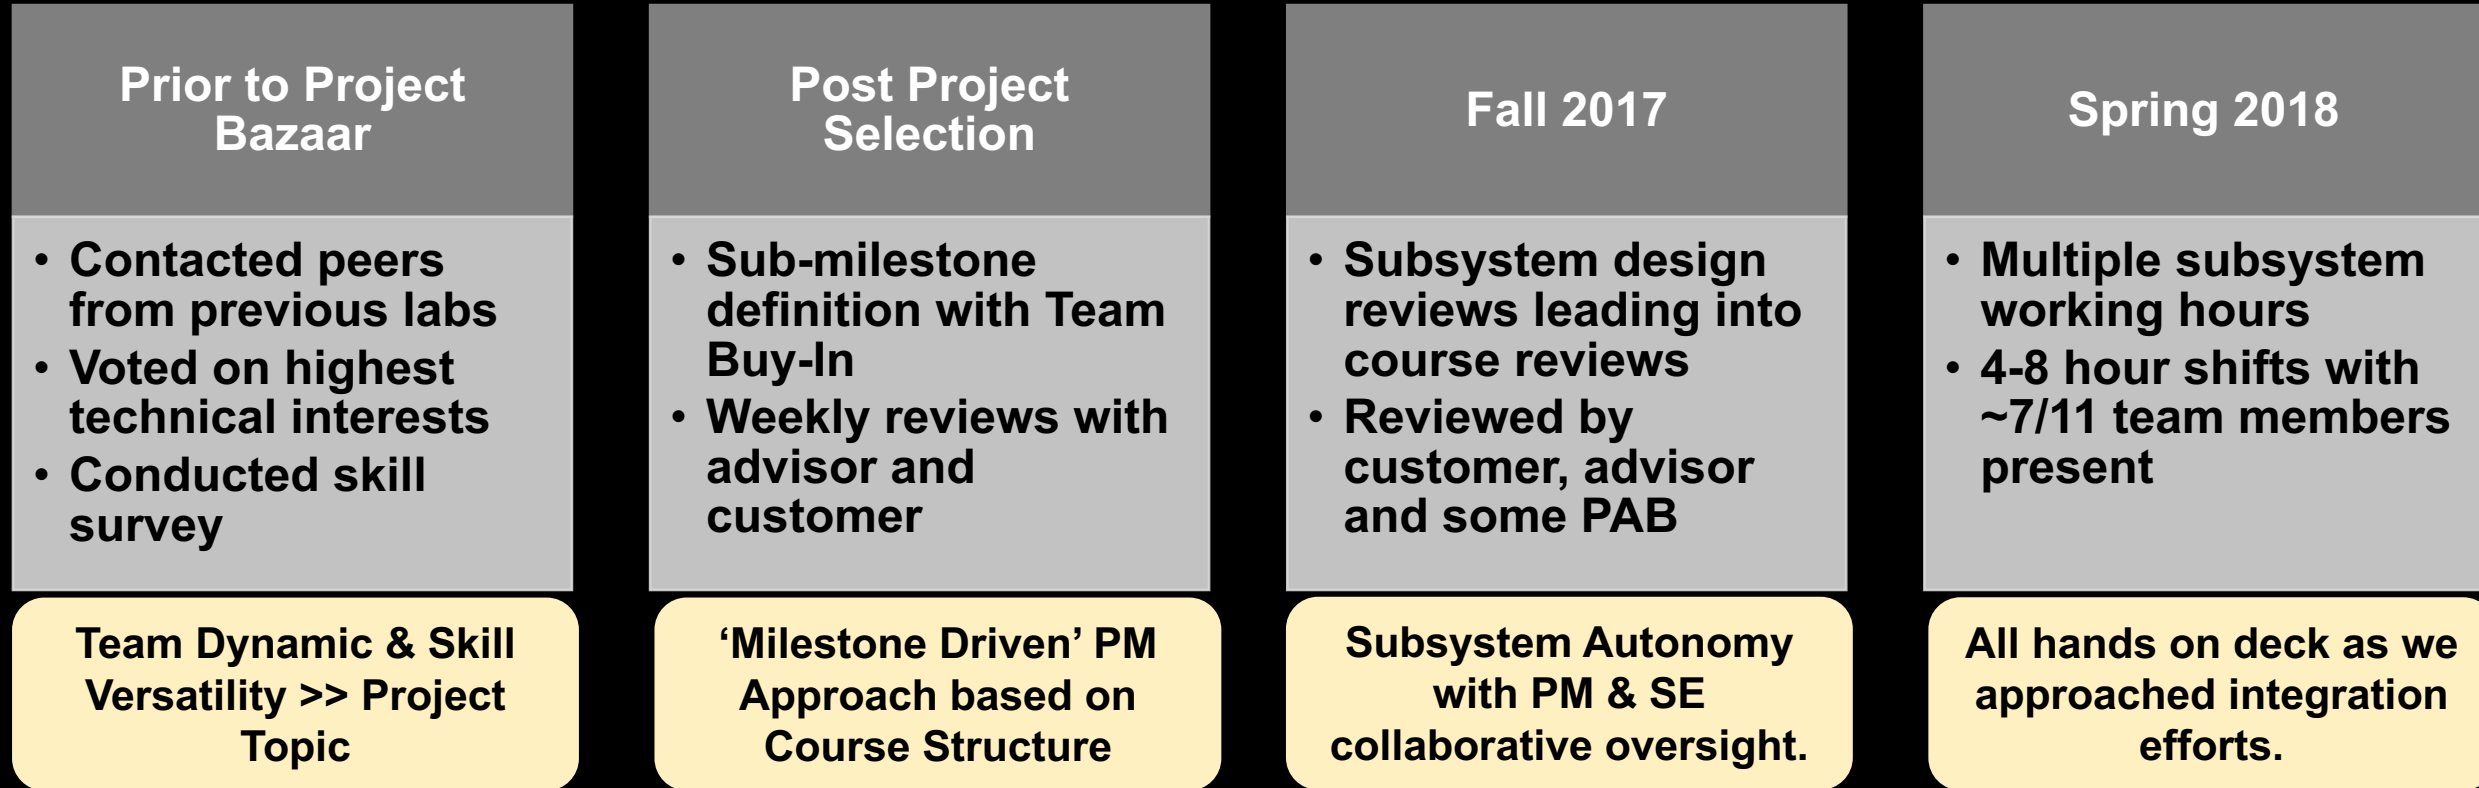 Prior to Project
Bazaar
• Contacted peers
from previous labs
• Voted on highest
technical interests
• Conducted skill
survey
Team Dynamic & Skill
Versatility >> Project
Topic
Post Project
Selection
• Sub-milestone
definition with Team
Buy-In
• Weekly reviews with
advisor and
customer
‘Milestone Driven’ PM
Approach based on
Course Structure
Fall 2017
• Subsystem design
reviews leading into
course reviews
• Reviewed by
customer, advisor
and some PAB
Subsystem Autonomy
with PM & SE
collaborative oversight.
Spring 2018
• Multiple subsystem
working hours
• 4-8 hour shifts with
~7/11 team members
present
All hands on deck as we
approached integration
efforts.